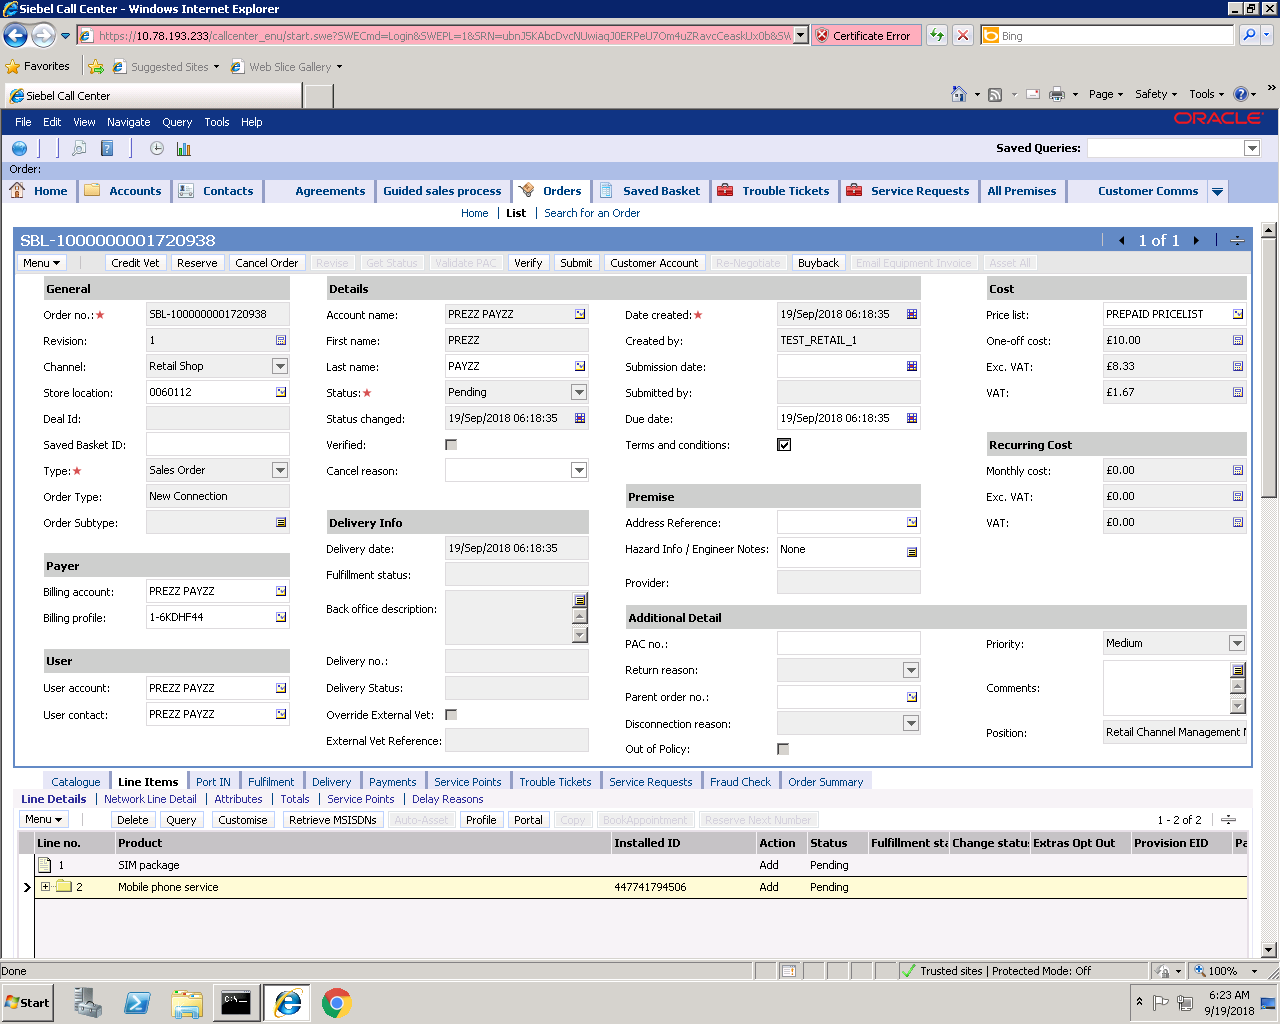 Siebel Call Center - Windows Internet Explorer
https://10.78.193.233/callcenter_enu/start.swe?SWECmd=Login&SWEPL=1&SRN= Certificate Error Bing
Favorites Suggested Sites Web Slice Gallery
Siebel Call Center Page Safety Tools
File Edit View Navigate Query Tools Help ORACLE
Saved Queries:
Order:
Home Accounts Contacts Agreements Guided sales process Orders Saved Basket Trouble Tickets Service Requests All Premises Customer Comms
Home List Search for an Order
SBL-1000000001720938 1 of 1
Menu Credit Vet Reserve Cancel Order Revise Get Status Validate PAC Verify Submit Customer Account Re-Negotiate Buyback Email Equipment Invoice Asset All
General Details Cost
Order no.:★ SBL-1000000001720938 Account name: PREZZ PAYZZ Date created:★ 19/Sep/2018 06:18:35 Price list: PREPAID PRICELIST
Revision: 1 First name: PREZZ Created by: TEST_RETAIL_1 One-off cost: £10.00
Channel: Retail Shop Last name: PAYZZ Submission date: Exc. VAT: £8.33
Store location: 0060112 Status:★ Pending Submitted by: VAT: £1.67
Deal Id: Status changed: 19/Sep/2018 06:18:35 Due date: 19/Sep/2018 06:18:35
Saved Basket ID: Verified: Terms and conditions: Recurring Cost
Type:★ Sales Order Cancel reason: Monthly cost: £0.00
Order Type: New Connection Premise Exc. VAT: £0.00
Order Subtype: Delivery Info Address Reference: VAT: £0.00
Delivery date: 19/Sep/2018 06:18:35 Hazard Info / Engineer Notes: None
Payer Fulfillment status: Provider:
Billing account: PREZZ PAYZZ Back office description:
Billing profile: 1-6KDHF44 Additional Detail
PAC no.: Priority: Medium
User Delivery no.: Return reason:
User account: PREZZ PAYZZ Delivery Status: Parent order no.: Comments:
User contact: PREZZ PAYZZ Override External Vet: Disconnection reason: Position: Retail Channel Management
External Vet Reference: Out of Policy:
Catalogue Line Items Port IN Fulfilment Delivery Payments Service Points Trouble Tickets Service Requests Fraud Check Order Summary
Line Details Network Line Detail Attributes Totals Service Points Delay Reasons
Menu Delete Query Customise Retrieve MSISDNs Auto-Asset Profile Portal Copy BookAppointment Reserve Next Number 1 - 2 of 2
Line no. Product Installed ID Action Status Fulfillment sta Change status Extras Opt Out Provision EID Pa
1 SIM package Add Pending
2 Mobile phone service 447741794506 Add Pending
Done Trusted sites | Protected Mode: Off 100%
Start 6:23 AM
9/19/2018